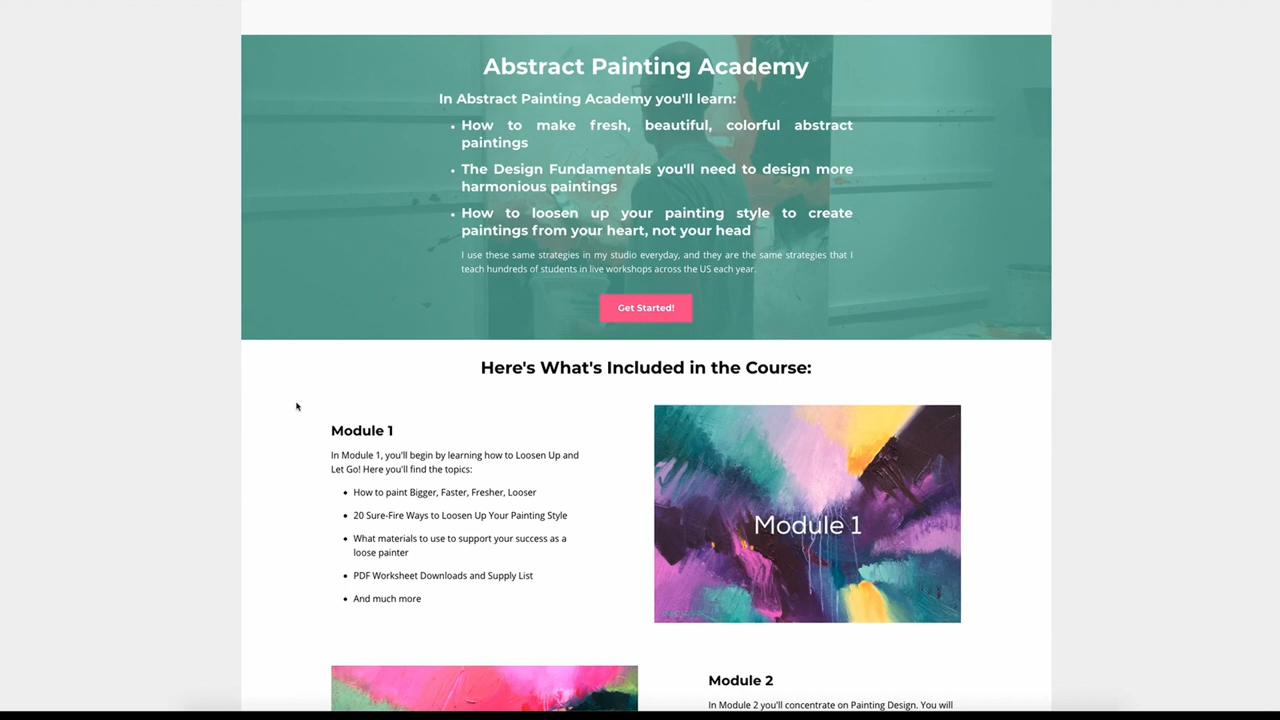 Abstract Painting Academy
In Abstract Painting Academy you'll learn:
• How to make fresh, beautiful, colorful abstract
paintings
• The Design Fundamentals you'll need to design more
harmonious paintings
• How to loosen up your painting style to create
paintings from your heart, not your head
I use these same strategies in my studio everyday, and they are the same strategies that I
teach hundreds of students in live workshops across the US each year.
Get Started!
Here's What's Included in the Course:
Module 1
In Module 1, you'll begin by learning how to Loosen Up and
Let Go! Here you'll find the topics:
• How to paint Bigger, Faster, Fresher, Looser
• 20 Sure-Fire Ways to Loosen Up Your Painting Style
• What materials to use to support your success as a
loose painter
• PDF Worksheet Downloads and Supply List
• And much more
Module 1
Module 2
In Module 2 you'll concentrate on Painting Design. You will